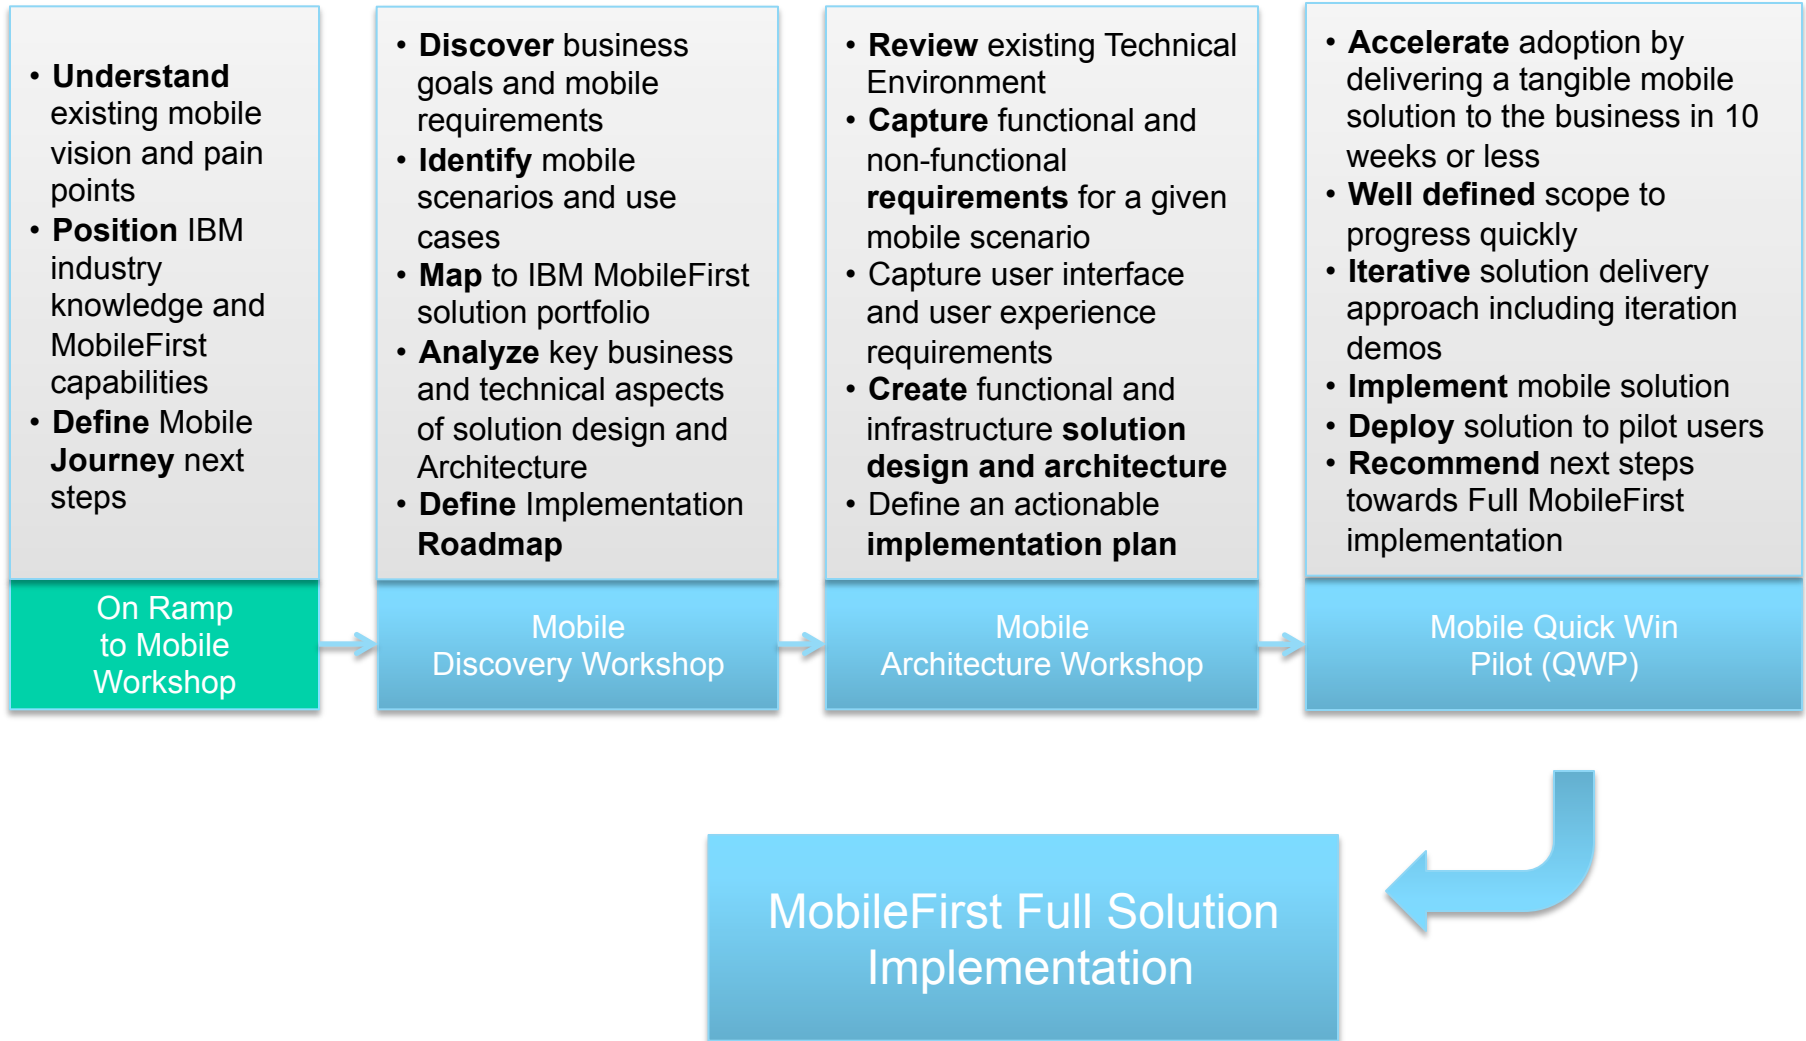 • Understand
existing mobile
vision and pain
points
• Position IBM
industry
knowledge and
MobileFirst
capabilities
• Define Mobile
Journey next
steps
On Ramp
to Mobile
Workshop
• Discover business
goals and mobile
requirements
• Identify mobile
scenarios and use
cases
• Map to IBM MobileFirst
solution portfolio
• Analyze key business
and technical aspects
of solution design and
Architecture
• Define Implementation
Roadmap
Mobile
Discovery Workshop
• Review existing Technical
Environment
• Capture functional and
non-functional
requirements for a given
mobile scenario
• Capture user interface
and user experience
requirements
• Create functional and
infrastructure solution
design and architecture
• Define an actionable
implementation plan
Mobile
Architecture Workshop
• Accelerate adoption by
delivering a tangible mobile
solution to the business in 10
weeks or less
• Well defined scope to
progress quickly
• Iterative solution delivery
approach including iteration
demos
• Implement mobile solution
• Deploy solution to pilot users
• Recommend next steps
towards Full MobileFirst
implementation
Mobile Quick Win
Pilot (QWP)
MobileFirst Full Solution
Implementation